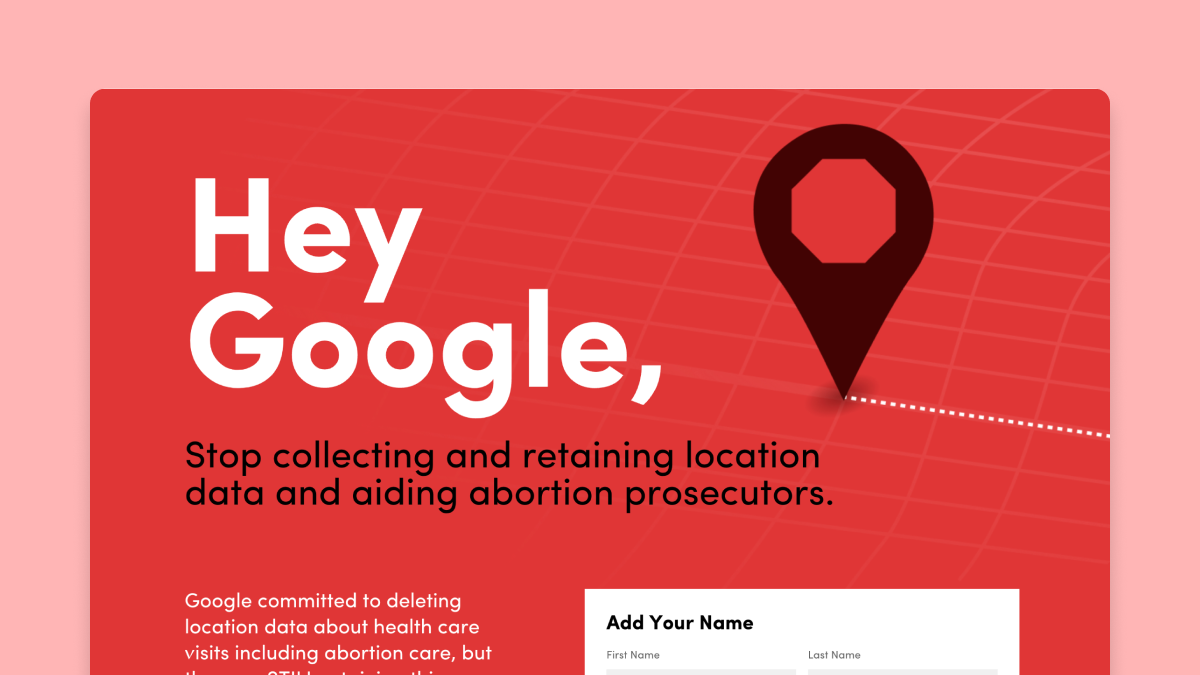 Hey
Google,
Stop collecting and retaining location
data and aiding abortion prosecutors.
Google committed to deleting
location data about health care
visits including abortion care, but
Add Your Name
First Name
Last Name